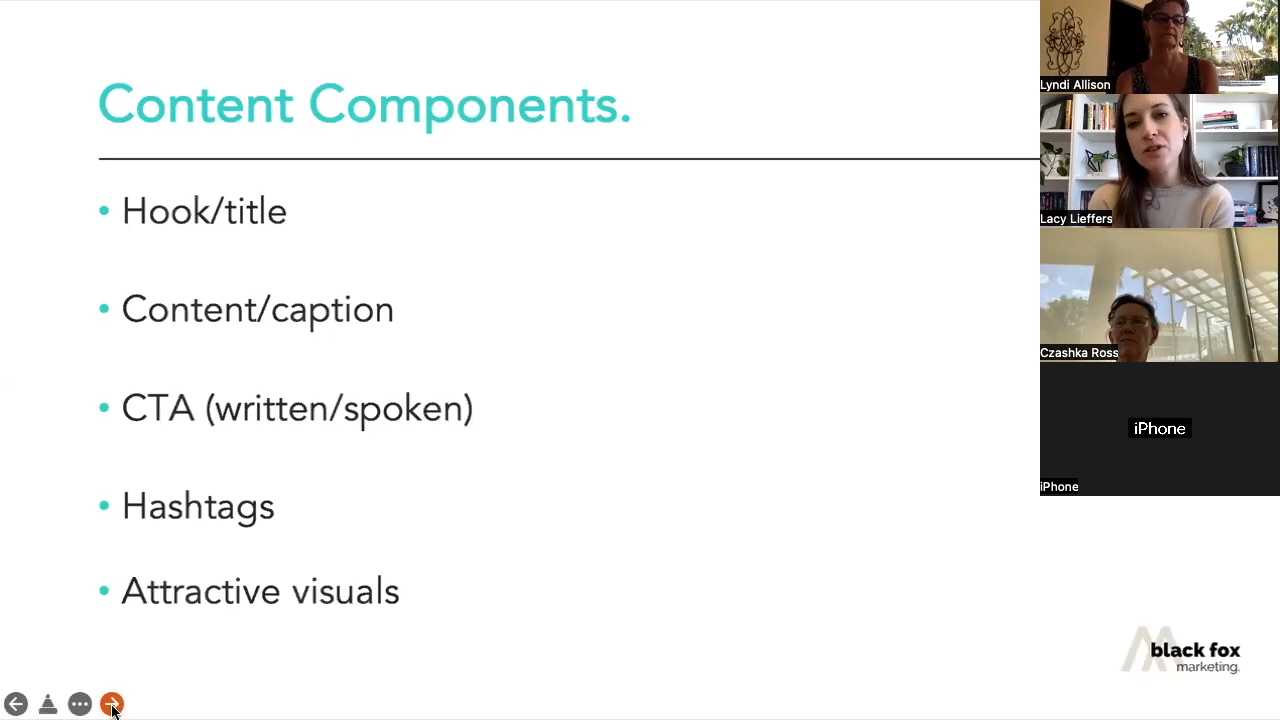 Content Components.
• Hook/title
• Content/caption
• CTA (written/spoken)
• Hashtags
• Attractive visuals
Lyndi Allison
Lacy Lieffers
Czashka Ross
iPhone
iPhone
black fox
marketing.